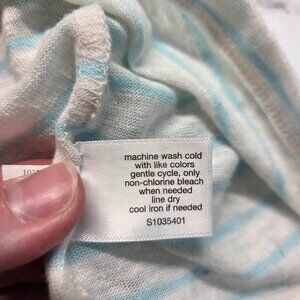 machine wash cold
with like colors
gentle cycle, only
non-chlorine bleach
when needed
line dry
cool iron if needed
S1035401